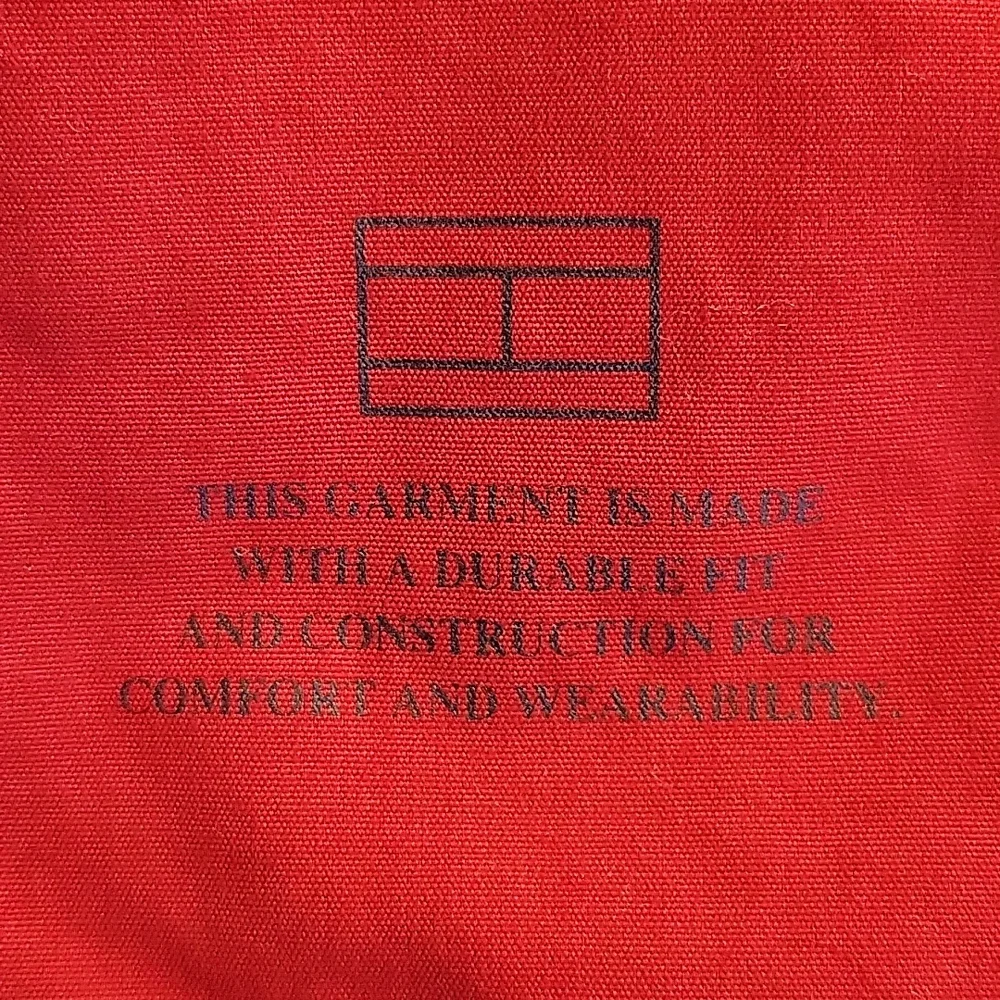 THIS GARMENT IS MADE
WITH A DURABLE FIT
AND CONSTRUCTION FOR
COMFORT AND WEARABILITY.